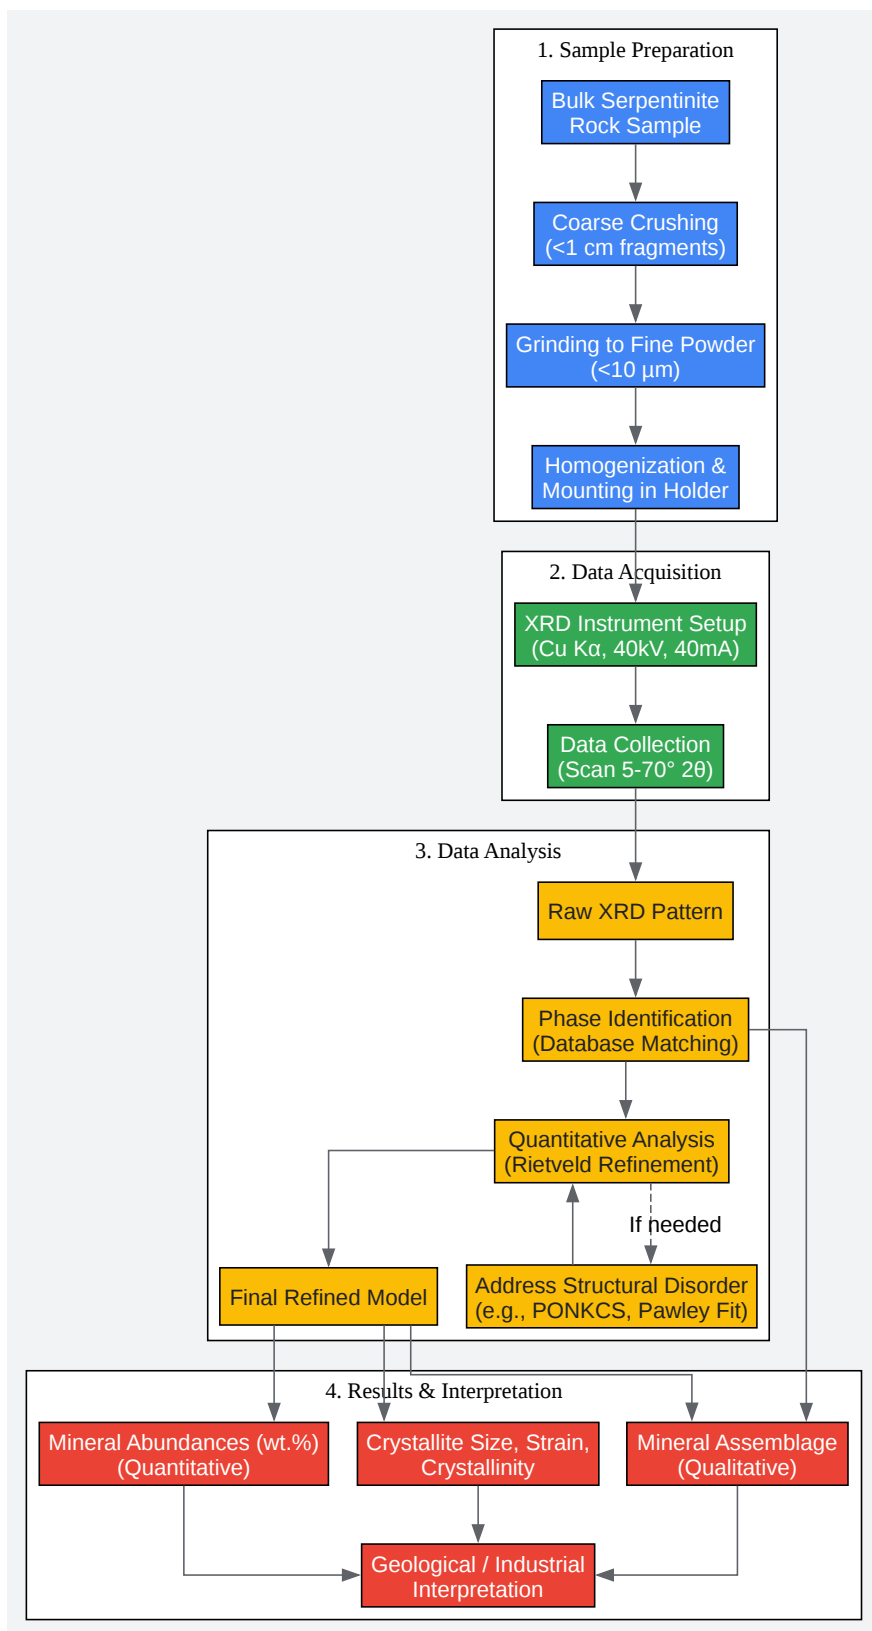 1. Sample Preparation
Bulk Serpentinite
Rock Sample
Coarse Crushing
(<1 cm fragments)
Grinding to Fine Powder
(<10 µm)
Homogenization &
Mounting in Holder
2. Data Acquisition
XRD Instrument Setup
(Cu Kα, 40kV, 40mA)
Data Collection
(Scan 5-70° 2θ)
3. Data Analysis
Raw XRD Pattern
Phase Identification
(Database Matching)
Quantitative Analysis
(Rietveld Refinement)
If needed
Final Refined Model
Address Structural Disorder
(e.g., PONKCS, Pawley Fit)
4. Results & Interpretation
Mineral Abundances (wt.%)
(Quantitative)
Crystallite Size, Strain,
Crystallinity
Mineral Assemblage
(Qualitative)
Geological / Industrial
Interpretation